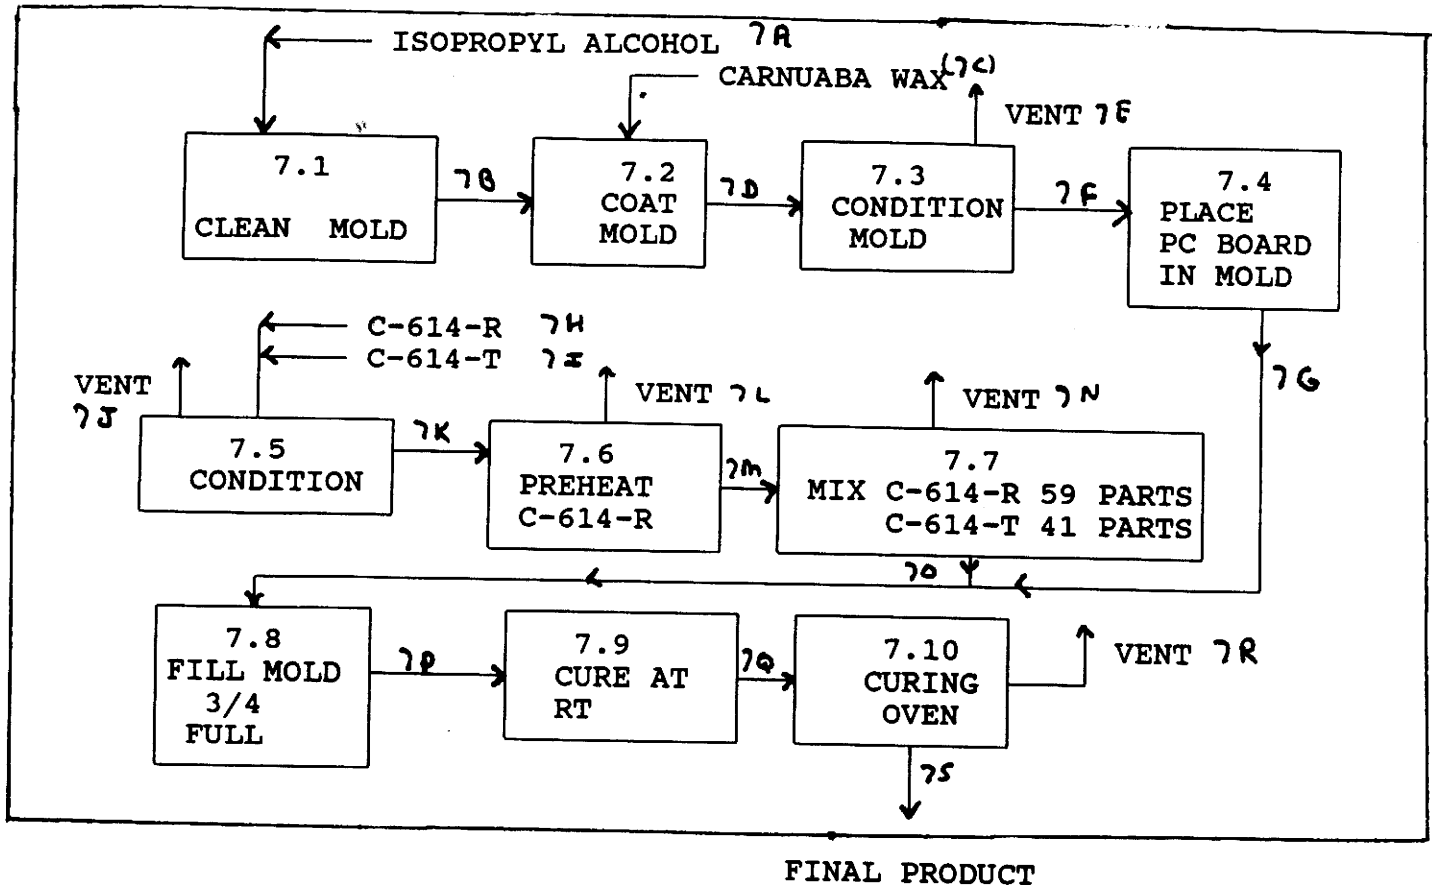 ISOPROPYL ALCOHOL 7A
CARNUABA WAX (7C)
VENT 7E
7.1
CLEAN MOLD
7B
7.2
COAT
MOLD
7D
7.3
CONDITION
MOLD
7F
7.4
PLACE
PC BOARD
IN MOLD
C-614-R 7H
C-614-T 7I
7G
VENT
7J
7.5
CONDITION
7K
VENT 7L
7.6
PREHEAT
C-614-R
7M
VENT 7N
7.7
MIX C-614-R 59 PARTS
C-614-T 41 PARTS
7O
7.8
FILL MOLD
3/4
FULL
7P
7.9
CURE AT
RT
7Q
7.10
CURING
OVEN
VENT 7R
7S
FINAL PRODUCT